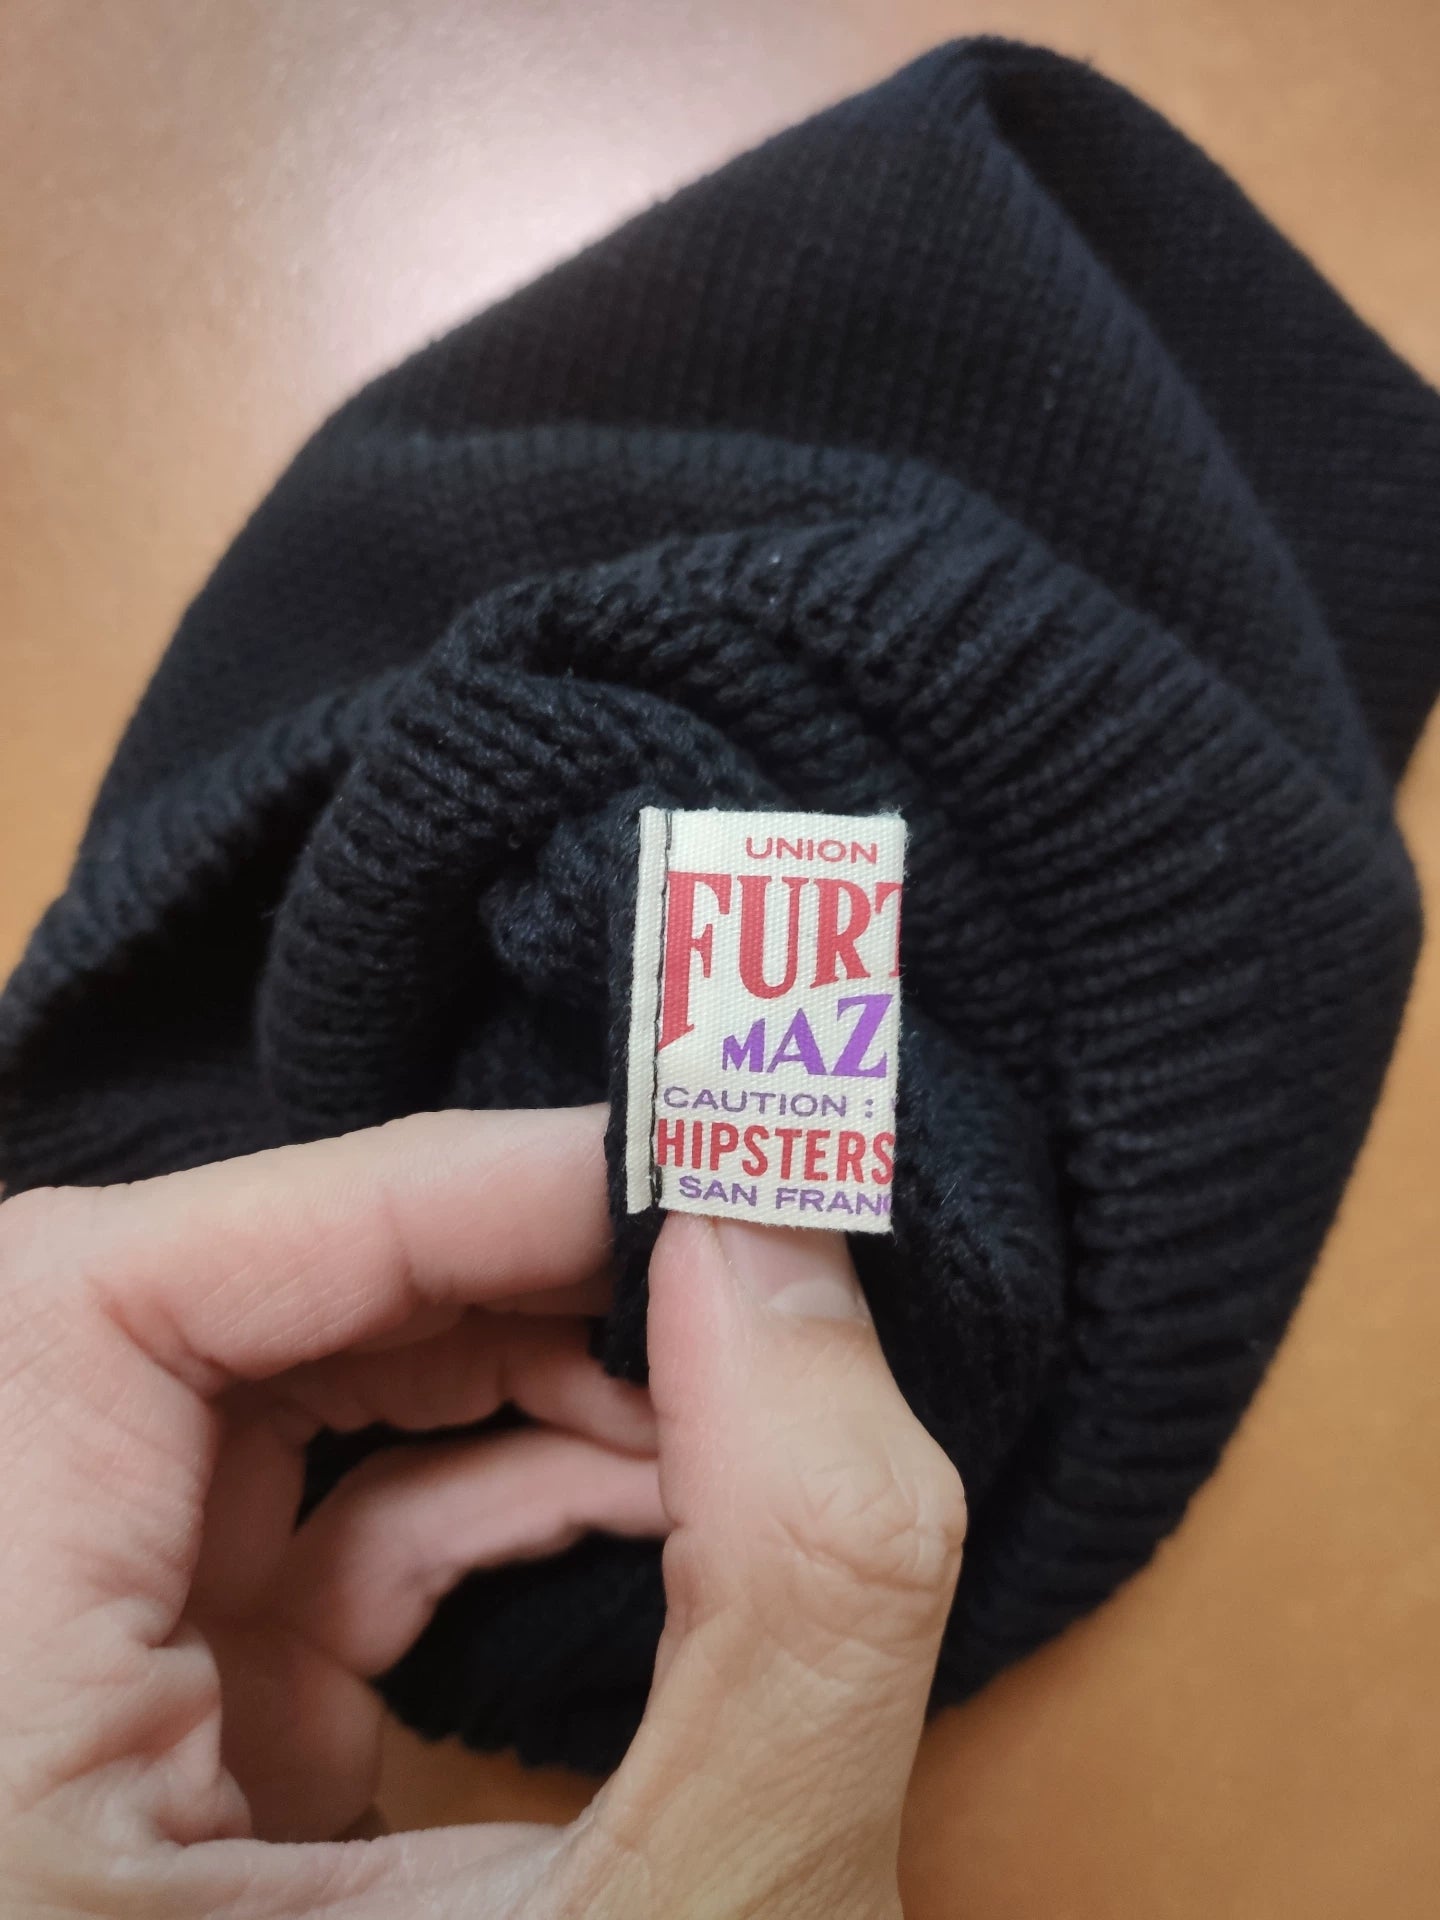 UNION
FURT
MAZ
CAUTION :
HIPSTERS
SAN FRANC